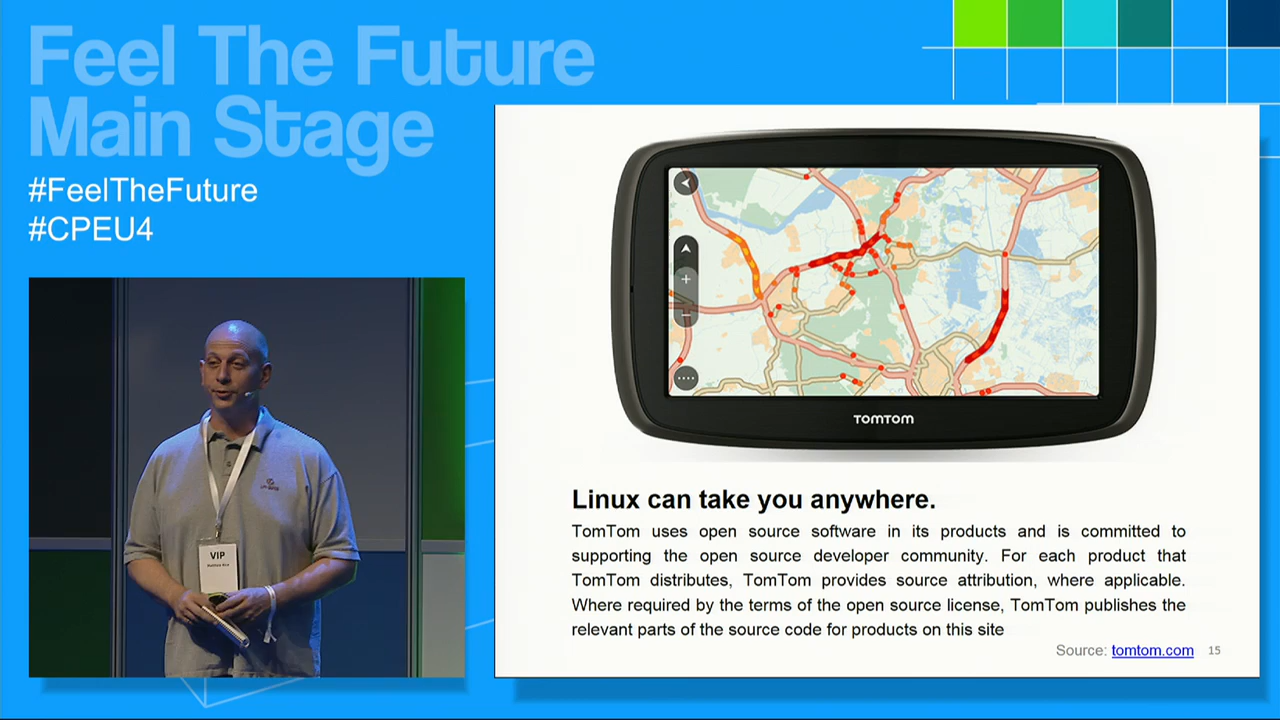 Feel The Future
Main Stage
#FeelTheFuture
#CPEU4
VIP
TOMTOM
Linux can take you anywhere.
TomTom uses open source software in its products and is committed to
supporting the open source developer community. For each product that
TomTom distributes, TomTom provides source attribution, where applicable.
Where required by the terms of the open source license, TomTom publishes the
relevant parts of the source code for products on this site
Source: tomtom.com 15